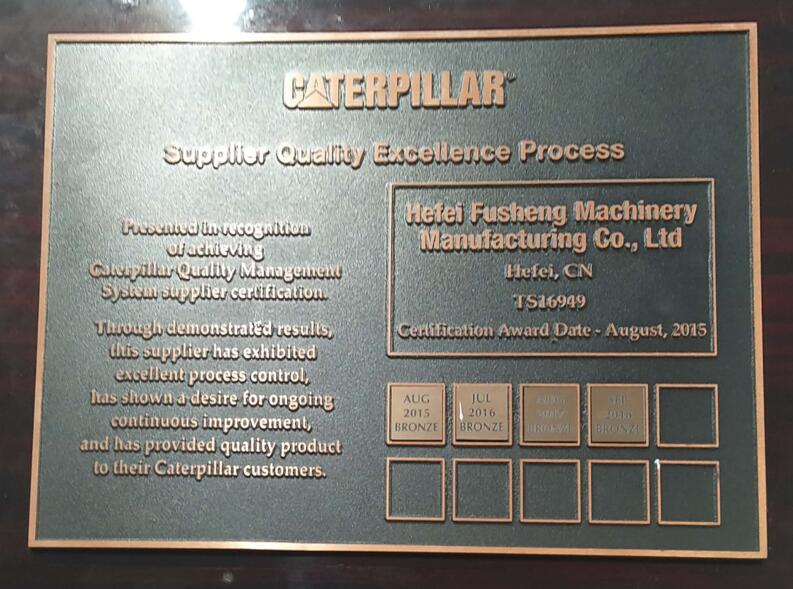 CATERPILLAR
Supplier Quality Excellence Process
Presented in recognition
of achieving
Caterpillar Quality Management
System supplier certification.
Through demonstrated results,
this supplier has exhibited
excellent process control,
has shown a desire for ongoing
continuous improvement,
and has provided quality product
to their Caterpillar customers.
Hefei Fusheng Machinery
Manufacturing Co., Ltd
Hefei, CN
TS16949
Certification Award Date - August, 2015
AUG
2015
BRONZE
JUL
2016
BRONZE
2017
BRONZE
SEP
2018
BRONZE